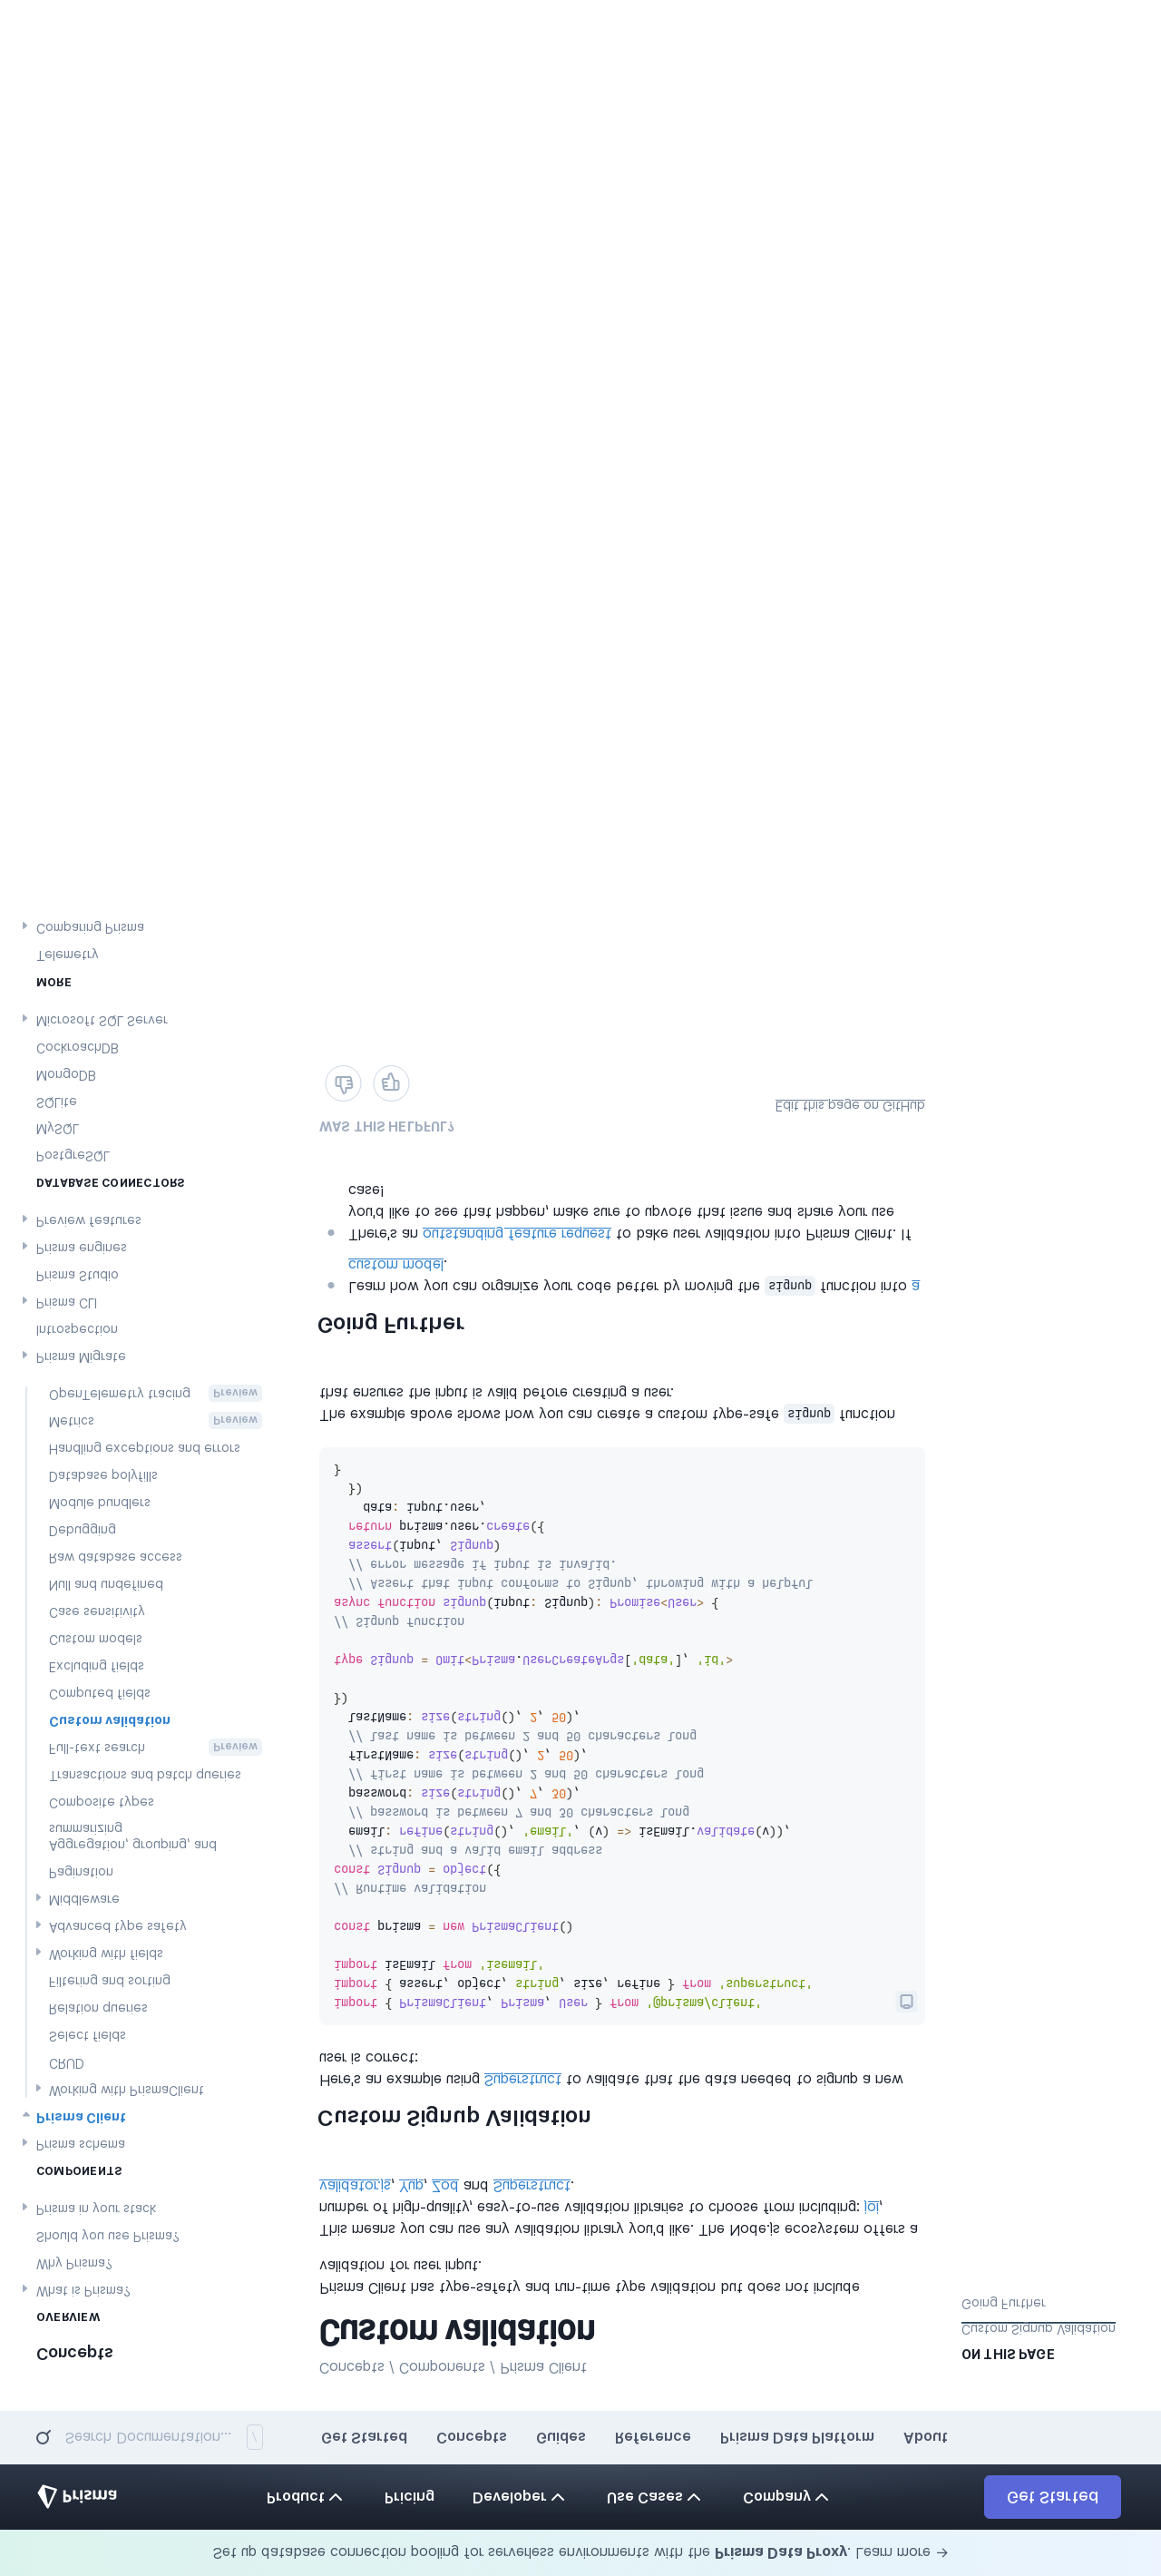 Set up database connection pooling for serverless environments with the Prisma Data Proxy. Learn more →
Prisma
Product
Pricing
Developer
Use Cases
Company
Get Started
Search Documentation... /
Get Started
Concepts
Guides
Reference
Prisma Data Platform
About
Concepts
OVERVIEW
What is Prisma?
Why Prisma?
Should you use Prisma?
Prisma in your stack
COMPONENTS
Prisma schema
Prisma Client
Working with PrismaClient
CRUD
Select fields
Relation queries
Filtering and sorting
Working with fields
Advanced type safety
Middleware
Pagination
Aggregation, grouping, and
summarizing
Composite types
Transactions and batch queries
Full-text search Preview
Custom validation
Computed fields
Excluding fields
Custom models
Case sensitivity
Null and undefined
Raw database access
Debugging
Module bundlers
Database polyfills
Handling exceptions and errors
Metrics Preview
OpenTelemetry tracing Preview
Prisma Migrate
Introspection
Prisma CLI
Prisma Studio
Prisma engines
Preview features
DATABASE CONNECTORS
PostgreSQL
MySQL
SQLite
MongoDB
CockroachDB
Microsoft SQL Server
MORE
Telemetry
Comparing Prisma
Concepts / Components / Prisma Client
Custom validation
Prisma Client has type-safety and run-time type validation but does not include
validation for user input.
This means you can use any validation library you'd like. The Node.js ecosystem offers a
number of high-quality, easy-to-use validation libraries to choose from including: joi,
validator.js, Yup, Zod and Superstruct.
Custom Signup Validation
Here's an example using Superstruct to validate that the data needed to signup a new
user is correct:
import { PrismaClient, Prisma, User } from '@prisma/client'
import { assert, object, string, size, refine } from 'superstruct'
import isEmail from 'isemail'
const prisma = new PrismaClient()
// Runtime validation
const Signup = object({
// string and a valid email address
email: refine(string(), 'email', (v) => isEmail.validate(v)),
// password is between 7 and 30 characters long
password: size(string(), 7, 30),
// first name is between 2 and 50 characters long
firstName: size(string(), 2, 50),
// last name is between 2 and 50 characters long
lastName: size(string(), 2, 50),
})
type Signup = Omit<Prisma.UserCreateArgs['data'], 'id'>
// Signup function
async function signup(input: Signup): Promise<User> {
// Assert that input conforms to Signup, throwing with a helpful
// error message if input is invalid.
assert(input, Signup)
return prisma.user.create({
data: input.user,
})
}
The example above shows how you can create a custom type-safe signup function
that ensures the input is valid before creating a user.
Going Further
Learn how you can organize your code better by moving the signup function into a
custom model.
There's an outstanding feature request to bake user validation into Prisma Client. If
you'd like to see that happen, make sure to upvote that issue and share your use
case!
WAS THIS HELPFUL?
Edit this page on GitHub
ON THIS PAGE
Custom Signup Validation
Going Further